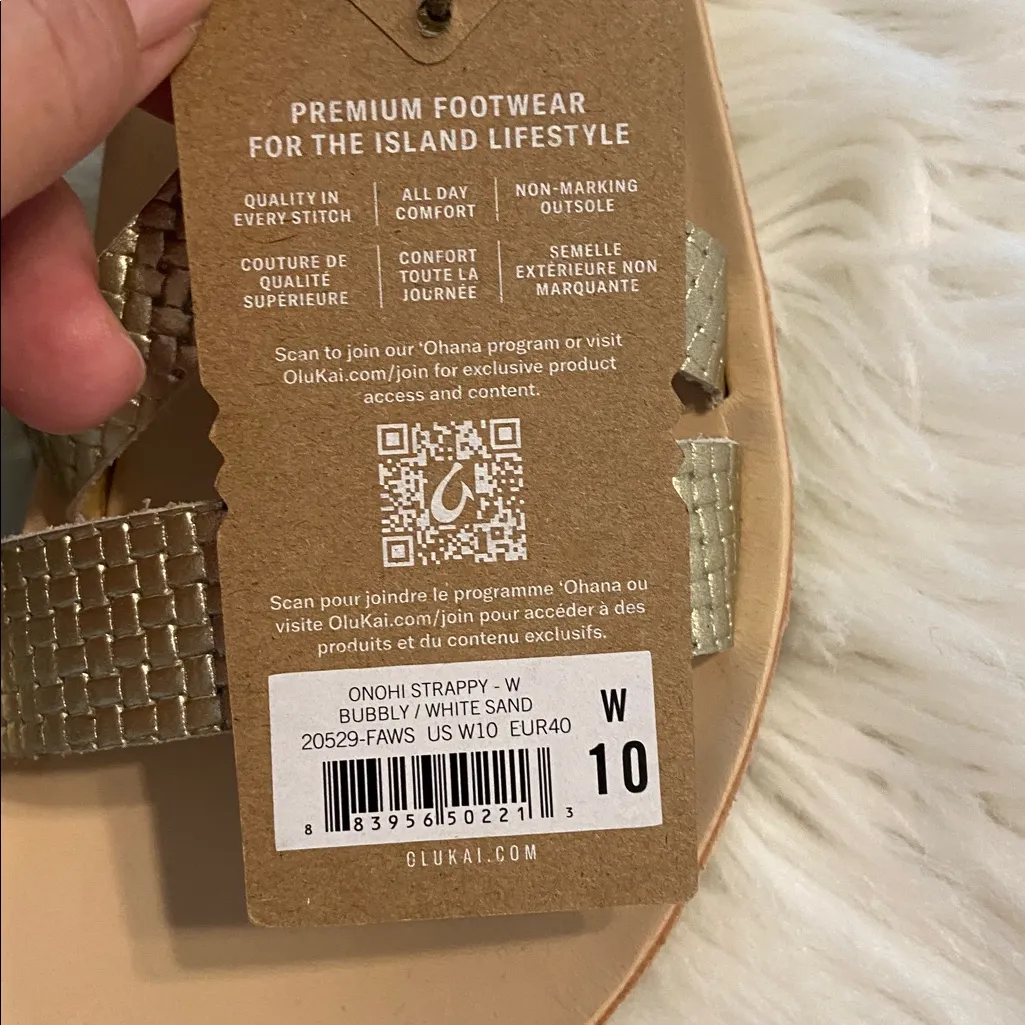 PREMIUM FOOTWEAR
FOR THE ISLAND LIFESTYLE
QUALITY IN
EVERY STITCH
ALL DAY
COMFORT
NON-MARKING
OUTSOLE
COUTURE DE
QUALITÉ
SUPÉRIEURE
CONFORT
TOUTE LA
JOURNÉE
SEMELLE
EXTÉRIEURE NON
MARQUANTE
Scan to join our ‘Ohana program or visit
OluKai.com/join for exclusive product
access and content.
Scan pour joindre le programme ‘Ohana ou
visite OluKai.com/join pour accéder à des
produits et du contenu exclusifs.
ONOHI STRAPPY - W
BUBBLY / WHITE SAND
20529-FAWS US W10 EUR40
W
10
8 83956 50221 3
OLUKAI.COM